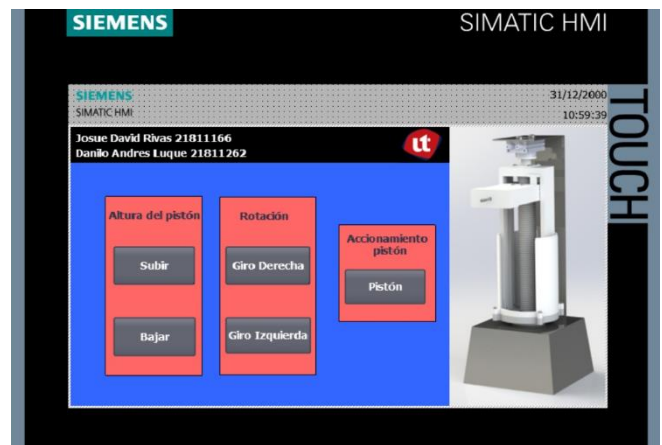 SIEMENS
SIMATIC HMI
TOUCH
SIEMENS
SIMATIC HMI
31/12/2000
10:59:39
Josue David Rivas 21811166
Danilo Andres Luque 21811262
ut
Altura del pistón
Subir
Bajar
Rotación
Giro Derecha
Giro Izquierda
Accionamiento
pistón
Pistón